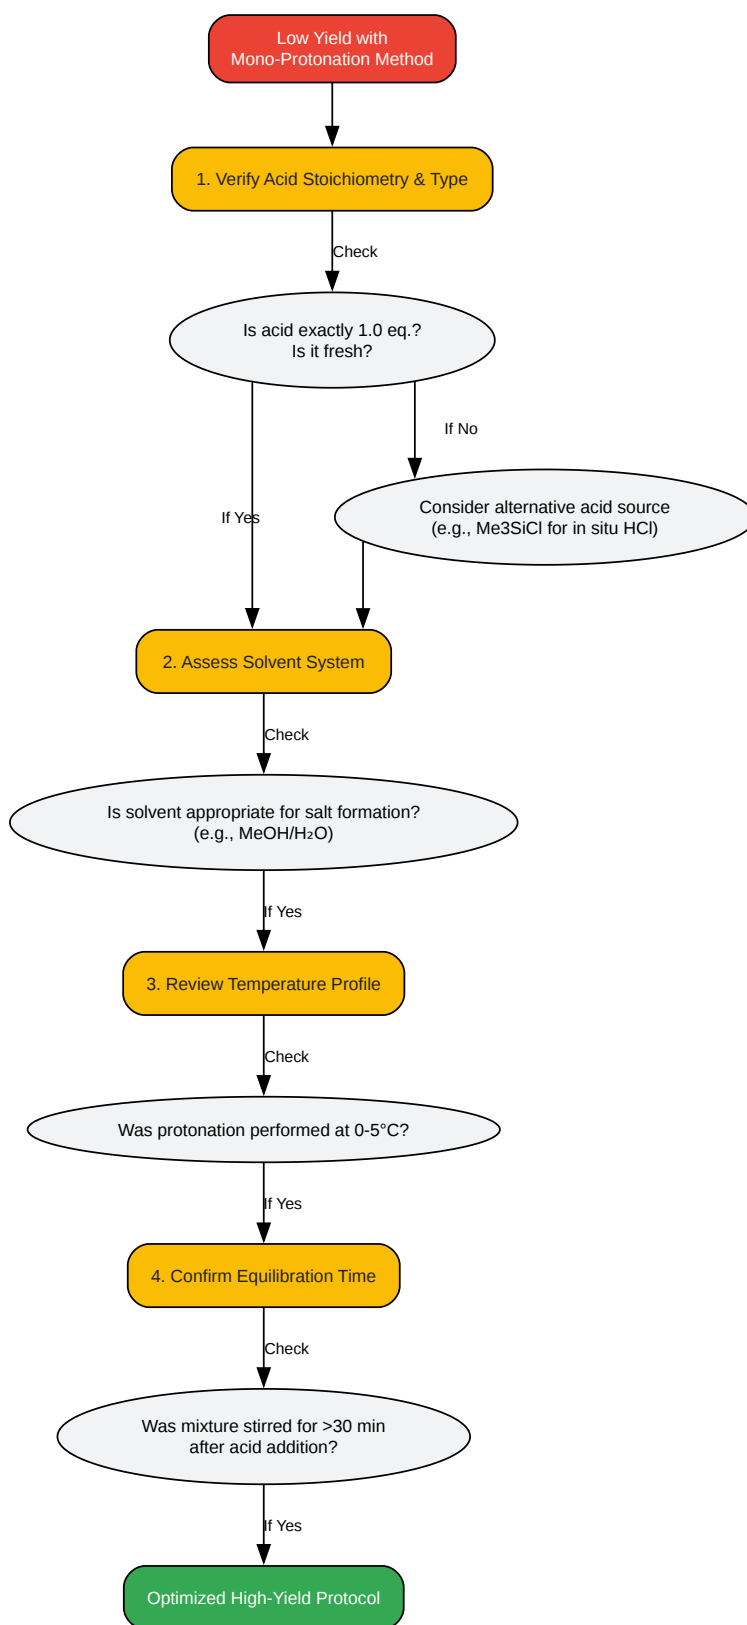 Low Yield with
Mono-Protonation Method
1. Verify Acid Stoichiometry & Type
Check
Is acid exactly 1.0 eq.?
Is it fresh?
If No
Consider alternative acid source
(e.g., Me3SiCl for in situ HCl)
If Yes
2. Assess Solvent System
Check
Is solvent appropriate for salt formation?
(e.g., MeOH/H₂O)
If Yes
3. Review Temperature Profile
Check
Was protonation performed at 0-5°C?
If Yes
4. Confirm Equilibration Time
Check
Was mixture stirred for >30 min
after acid addition?
If Yes
Optimized High-Yield Protocol